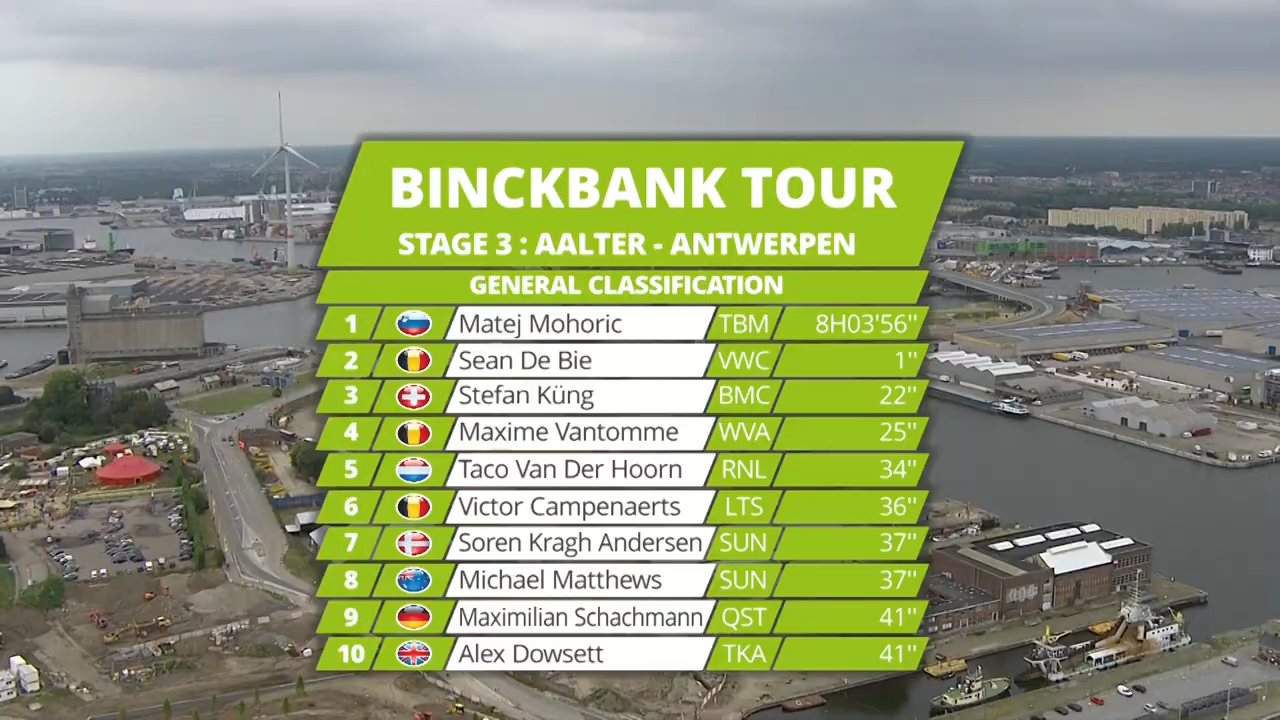 BINCKBANK TOUR
STAGE 3 : AALTER - ANTWERPEN
GENERAL CLASSIFICATION
1 Matej Mohoric TBM 8H03'56''
2 Sean De Bie VWC 1''
3 Stefan Küng BMC 22''
4 Maxime Vantomme WVA 25''
5 Taco Van Der Hoorn RNL 34''
6 Victor Campenaerts LTS 36''
7 Soren Kragh Andersen SUN 37''
8 Michael Matthews SUN 37''
9 Maximilian Schachmann QST 41''
10 Alex Dowsett TKA 41''